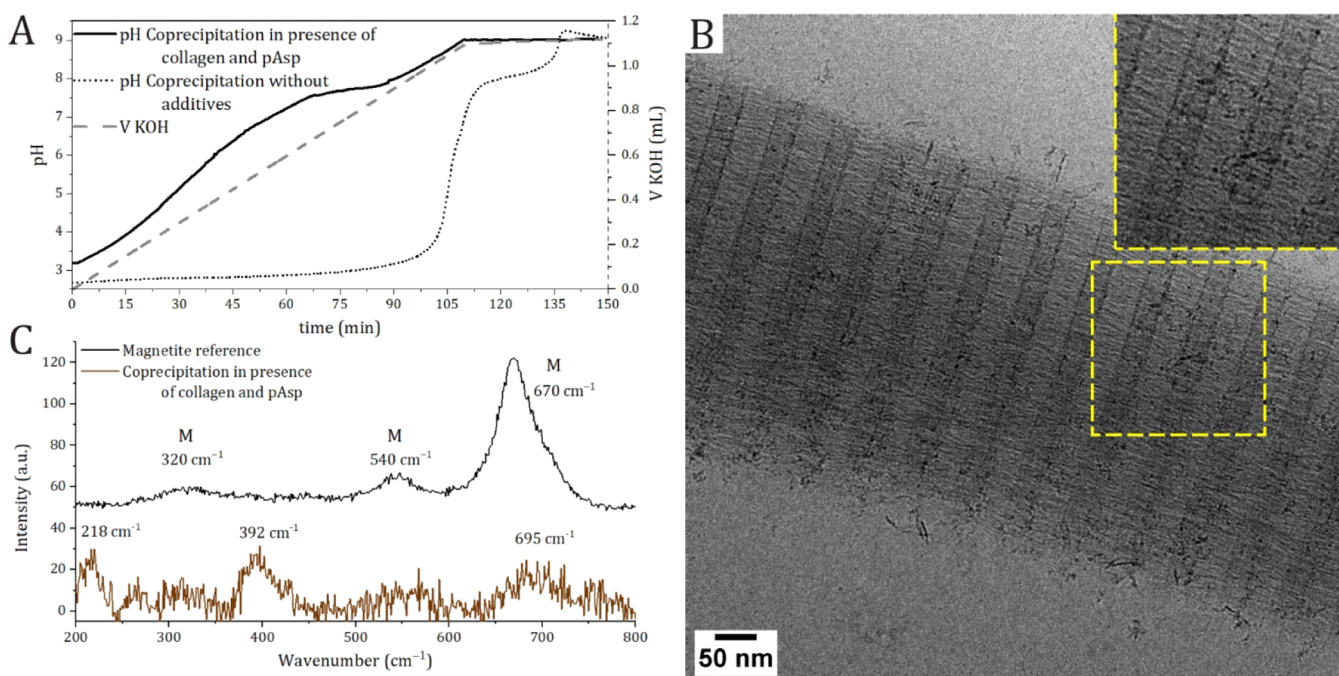 A
pH Coprecipitation in presence of
collagen and pAsp
pH Coprecipitation without
additives
V KOH
pH
9
8
7
6
5
4
3
1.2
1.0
0.8
0.6
0.4
0.2
0.0
V KOH (mL)
0 15 30 45 60 75 90 105 120 135 150
time (min)
B
50 nm
C
Magnetite reference
Coprecipitation in presence
of collagen and pAsp
M
670 cm⁻¹
M
320 cm⁻¹
M
540 cm⁻¹
218 cm⁻¹
392 cm⁻¹
695 cm⁻¹
Intensity (a.u.)
120
100
80
60
40
20
0
200 300 400 500 600 700 800
Wavenumber (cm⁻¹)